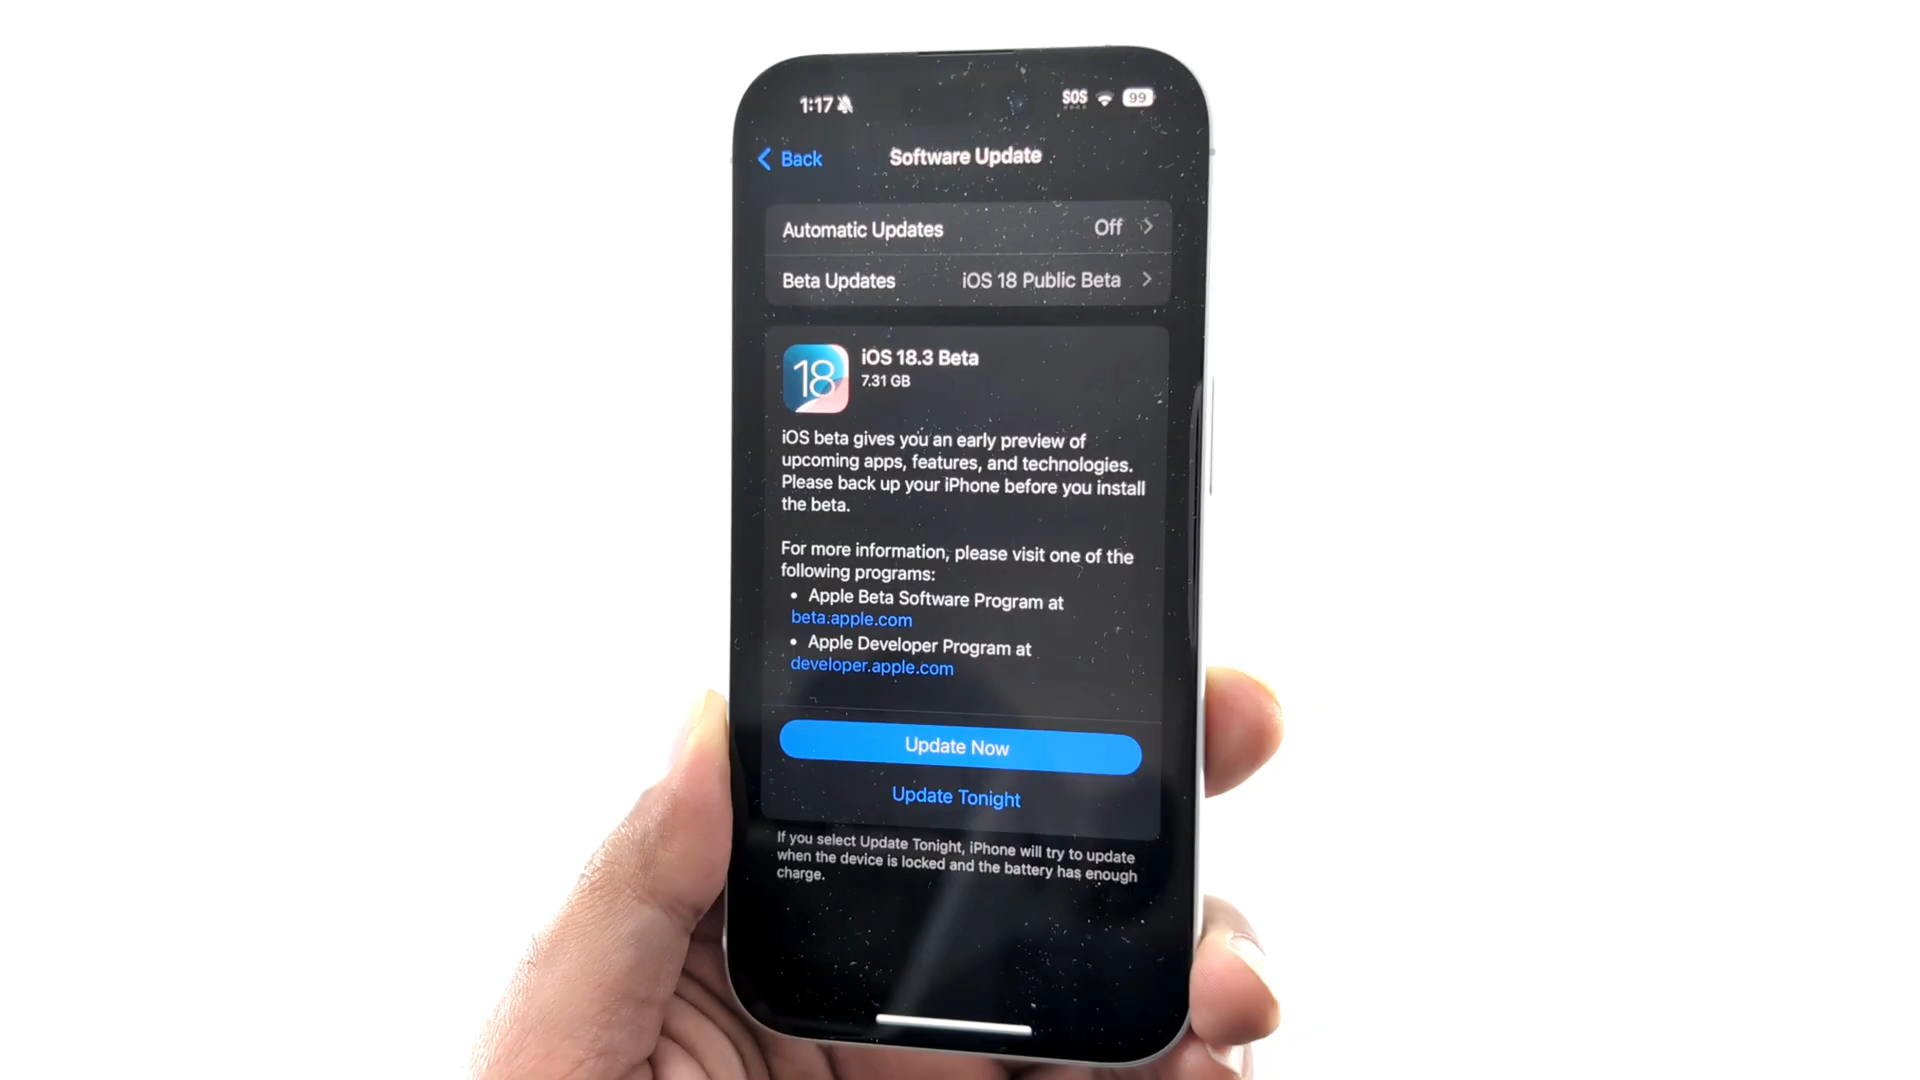 1:17 SOS 99
Back Software Update
Automatic Updates Off
Beta Updates iOS 18 Public Beta
18
iOS 18.3 Beta
7.31 GB
iOS beta gives you an early preview of
upcoming apps, features, and technologies.
Please back up your iPhone before you install
the beta.
For more information, please visit one of the
following programs:
• Apple Beta Software Program at
beta.apple.com
• Apple Developer Program at
developer.apple.com
Update Now
Update Tonight
If you select Update Tonight, iPhone will try to update
when the device is locked and the battery has enough
charge.